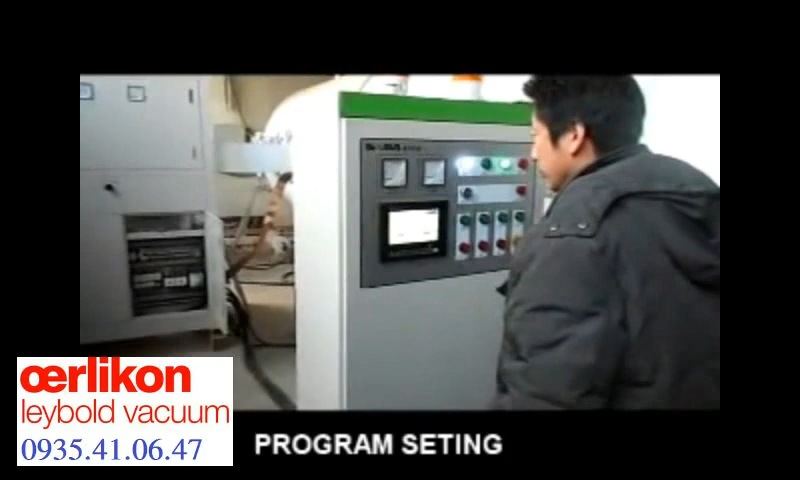 œrlikon
leybold vacuum
0935.41.06.47
PROGRAM SETING